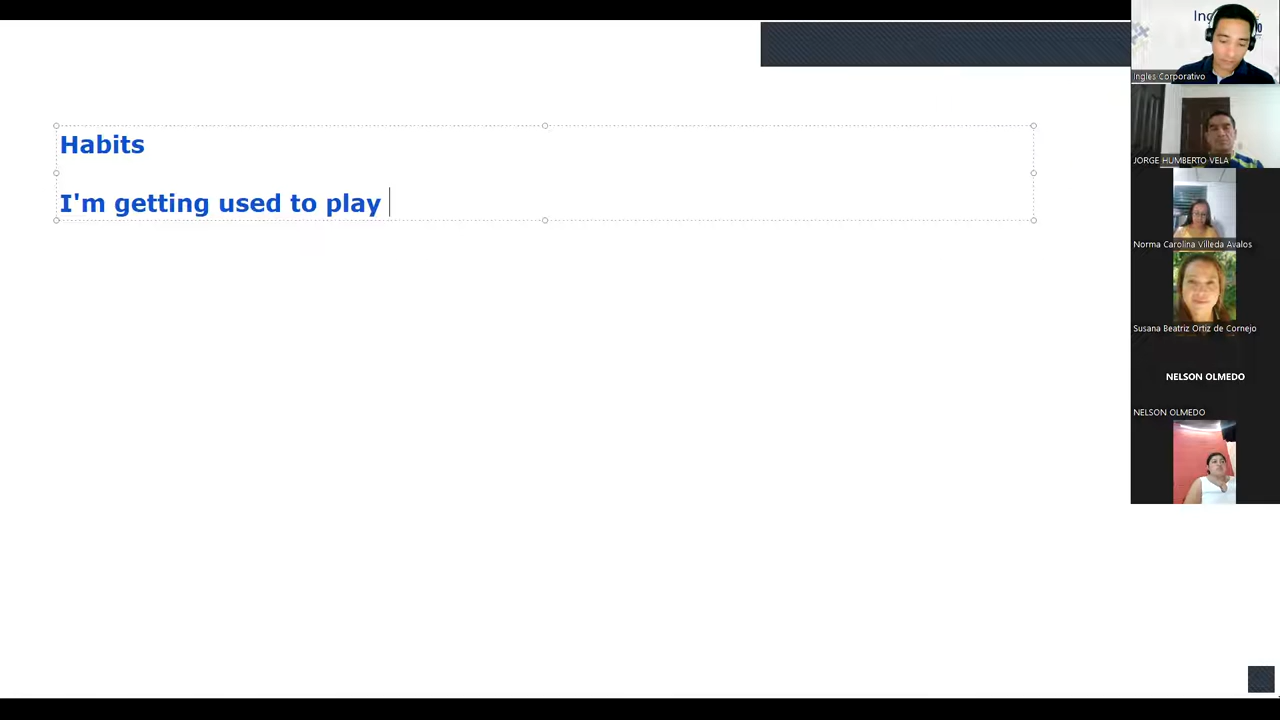 Habits
I'm getting used to play
Ingles Corporativo
JORGE HUMBERTO VELA
Norma Carolina Villeda Avalos
Susana Beatriz Ortiz de Cornejo
NELSON OLMEDO
NELSON OLMEDO